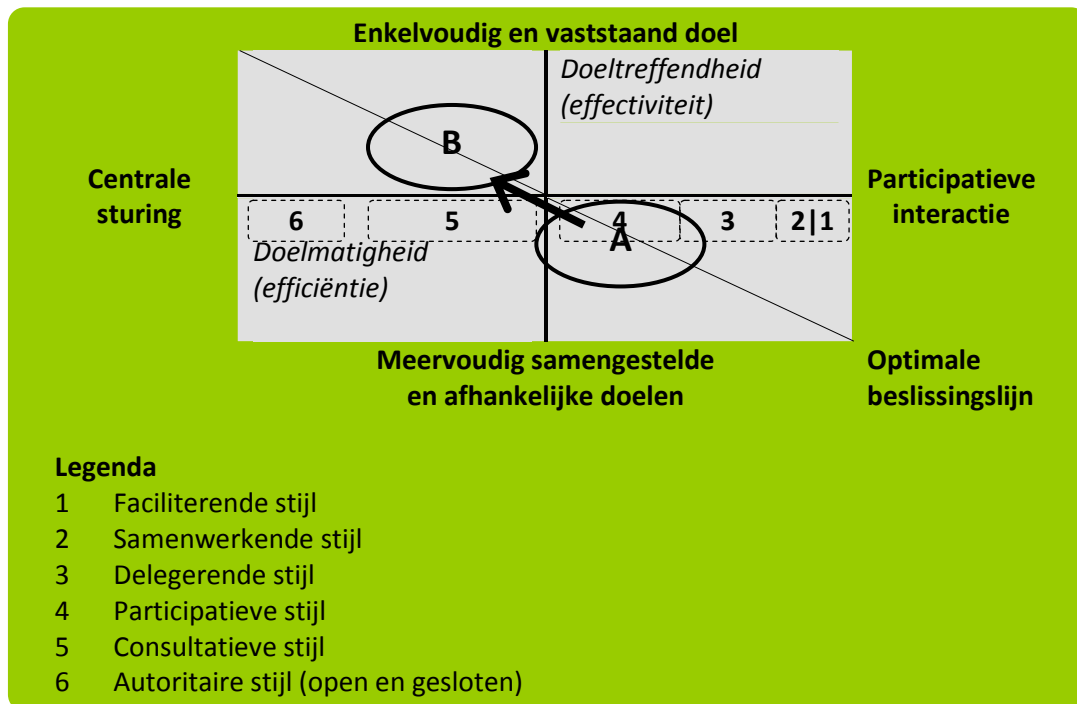 Enkelvoudig en vaststaand doel
Doeltreffendheid
(effectiviteit)
B
Centrale
sturing
Participatieve
interactie
6 5 4 3 2|1
A
Doelmatigheid
(efficiëntie)
Meervoudig samengestelde
en afhankelijke doelen
Optimale
beslissingslijn
Legenda
1 Faciliterende stijl
2 Samenwerkende stijl
3 Delegerende stijl
4 Participatieve stijl
5 Consultatieve stijl
6 Autoritaire stijl (open en gesloten)